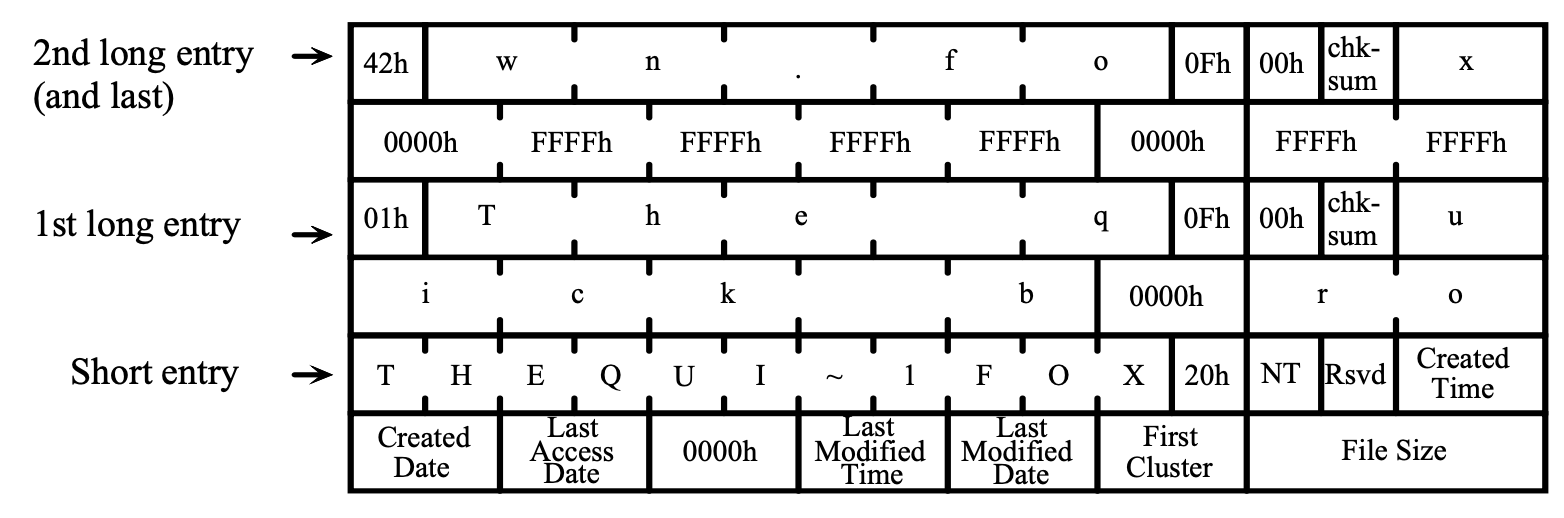 2nd long entry
(and last)
42h w n . f o 0Fh 00h chk-
sum x
0000h FFFFh FFFFh FFFFh FFFFh 0000h FFFFh FFFFh
1st long entry
01h T h e q 0Fh 00h chk-
sum u
i c k b 0000h r o
Short entry
T H E Q U I ~ 1 F O X 20h NT Rsvd Created
Time
Created
Date
Last
Access
Date
0000h
Last
Modified
Time
Last
Modified
Date
First
Cluster
File Size